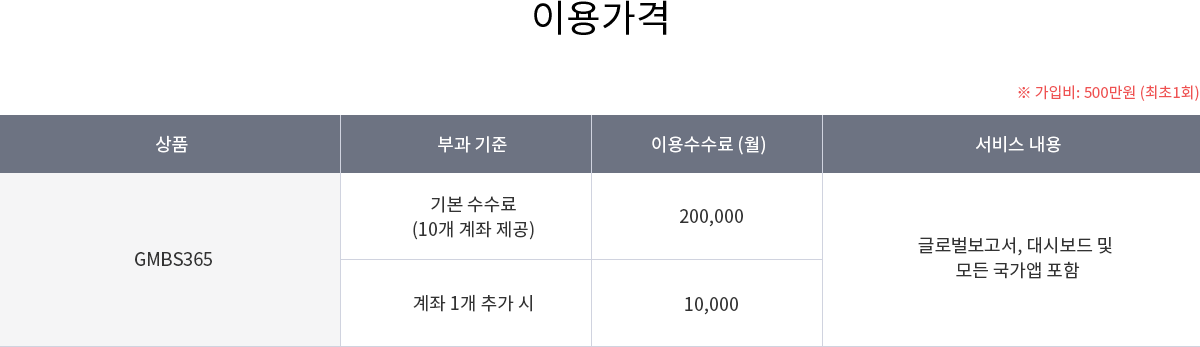 이용가격
※ 가입비: 500만원 (최초1회)
상품
부과 기준
이용수수료 (월)
서비스 내용
GMBS365
기본 수수료
(10개 계좌 제공)
200,000
글로벌보고서, 대시보드 및
모든 국가앱 포함
계좌 1개 추가 시
10,000